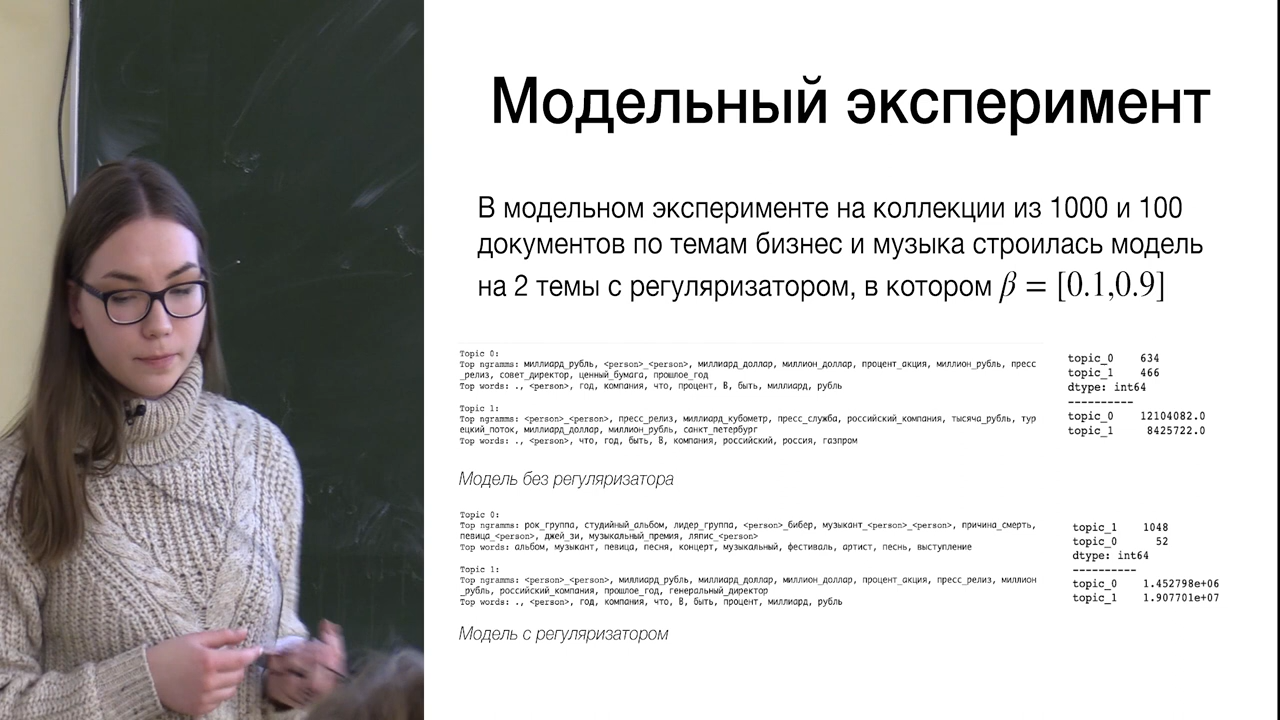 Модельный эксперимент
В модельном эксперименте на коллекции из 1000 и 100
документов по темам бизнес и музыка строилась модель
на 2 темы с регуляризатором, в котором β = [0.1,0.9]
Topic 0:
Top ngramms: миллиард_рубль, <person>_<person>, миллиард_доллар, миллион_доллар, процент_акция, миллион_рубль, пресс
_релиз, совет_директор, ценный_бумага, прошлое_год
Top words: ., <person>, год, компания, что, процент, В, быть, миллиард, рубль
Topic 1:
Top ngramms: <person>_<person>, пресс_релиз, миллиард_кубометр, пресс_служба, российский_компания, тысяча_рубль, тур
ецкий_поток, миллиард_доллар, миллион_рубль, санкт_петербург
Top words: ., <person>, что, год, быть, В, компания, российский, россия, газпром
topic_0 634
topic_1 466
dtype: int64
----------
topic_0 12104082.0
topic_1 8425722.0
Модель без регуляризатора
Topic 0:
Top ngramms: рок_группа, студийный_альбом, лидер_группа, <person>_бибер, музыкант_<person>_<person>, причина_смерть,
певица_<person>, джей_зи, музыкальный_премия, ляпис_<person>
Top words: альбом, музыкант, певица, песня, концерт, музыкальный, фестиваль, артист, песнь, выступление
Topic 1:
Top ngramms: <person>_<person>, миллиард_рубль, миллиард_доллар, миллион_доллар, процент_акция, пресс_релиз, миллион
_рубль, российский_компания, прошлое_год, генеральный_директор
Top words: ., <person>, год, компания, что, В, быть, процент, миллиард, рубль
topic_1 1048
topic_0 52
dtype: int64
----------
topic_0 1.452798e+06
topic_1 1.907701e+07
Модель с регуляризатором